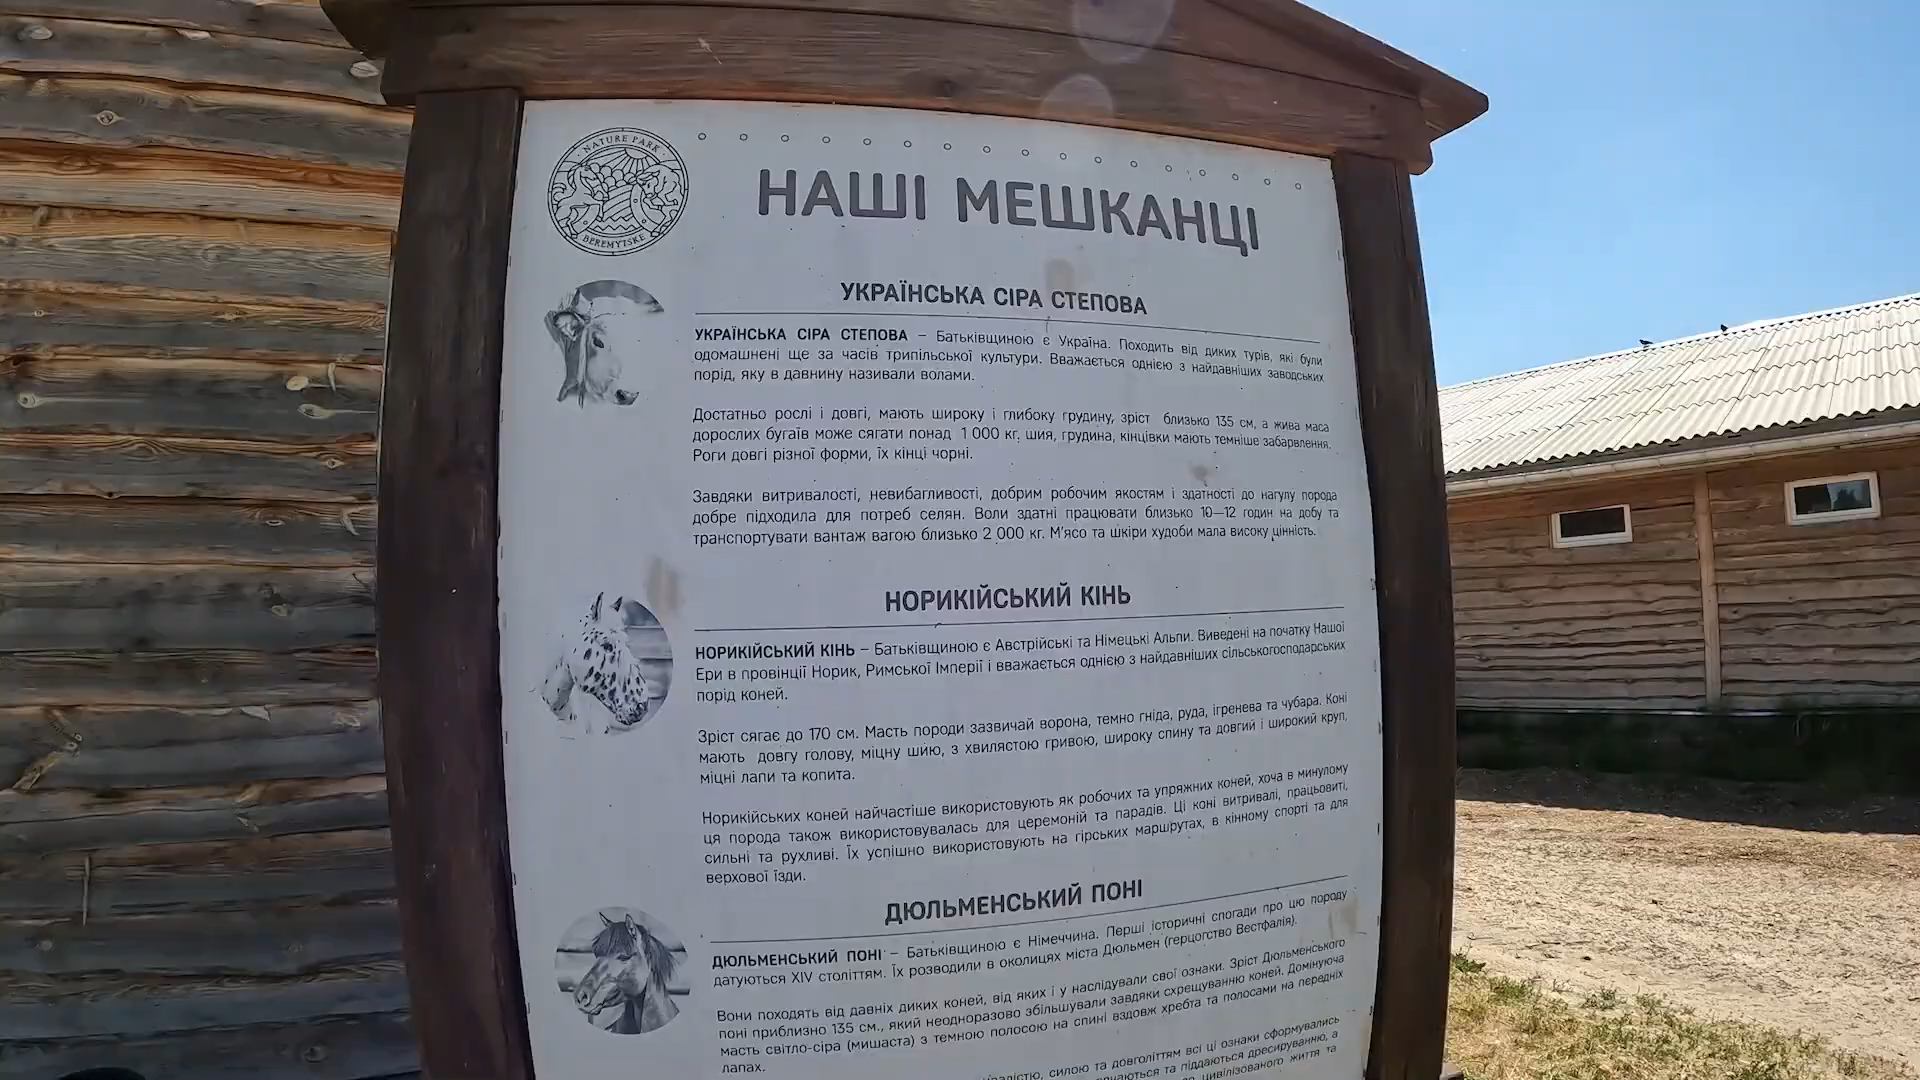 NATURE PARK
BEREMYTSKE
НАШІ МЕШКАНЦІ
УКРАЇНСЬКА СІРА СТЕПОВА
УКРАЇНСЬКА СІРА СТЕПОВА – Батьківщиною є Україна. Походить від диких турів, які були
одомашнені ще за часів трипільської культури. Вважається однією з найдавніших заводських
порід, яку в давнину називали волами.
Достатньо рослі і довгі, мають широку і глибоку грудину, зріст близько 135 см, а жива маса
дорослих бугаїв може сягати понад 1 000 кг, шия, грудина, кінцівки мають темніше забарвлення.
Роги довгі різної форми, їх кінці чорні.
Завдяки витривалості, невибагливості, добрим робочим якостям і здатності до нагулу порода
добре підходила для потреб селян. Воли здатні працювати близько 10–12 годин на добу та
транспортувати вантаж вагою близько 2 000 кг. М'ясо та шкіри худоби мала високу цінність.
НОРИКІЙСЬКИЙ КІНЬ
НОРИКІЙСЬКИЙ КІНЬ – Батьківщиною є Австрійські та Німецькі Альпи. Виведені на початку Нашої
Ери в провінції Норик, Римської Імперії і вважається однією з найдавніших сільськогосподарських
порід коней.
Зріст сягає до 170 см. Масть породи зазвичай ворона, темно гніда, руда, ігренева та чубара. Коні
мають довгу голову, міцну шию, з хвилястою гривою, широку спину та довгий і широкий круп,
міцні лапи та копита.
Норикійських коней найчастіше використовують як робочих та упряжних коней, хоча в минулому
ця порода також використовувалась для церемоній та парадів. Ці коні витривалі, працьовиті,
сильні та рухливі. Їх успішно використовують на гірських маршрутах, в кінному спорті та для
верхової їзди.
ДЮЛЬМЕНСЬКИЙ ПОНІ
ДЮЛЬМЕНСЬКИЙ ПОНІ – Батьківщиною є Німеччина. Перші історичні спогади про цю породу
датуються XIV століттям. Їх розводили в околицях міста Дюльмен (герцогство Вестфалія).
Вони походять від давніх диких коней, від яких і у наслідували свої ознаки. Зріст Дюльменського
поні приблизно 135 см., який неодноразово збільшували завдяки схрещуванню коней. Домінуюча
масть світло-сіра (мишаста) з темною полосою на спині вздовж хребта та полосами на передніх
лапах.
силою та довголіттям всі ці ознаки сформувались
та піддаються дресируванню, а
цивілізованого життя та